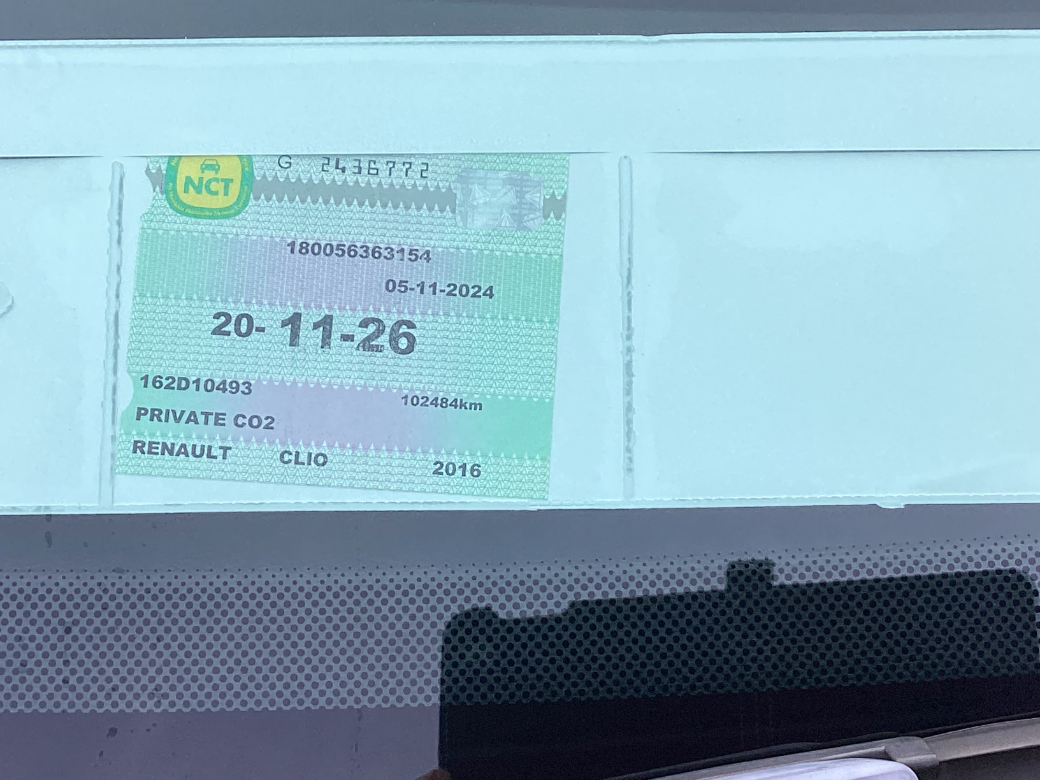 NCT
G 2436772
180056363154
05-11-2024
20-11-26
162D10493
102484km
PRIVATE CO2
RENAULT CLIO 2016